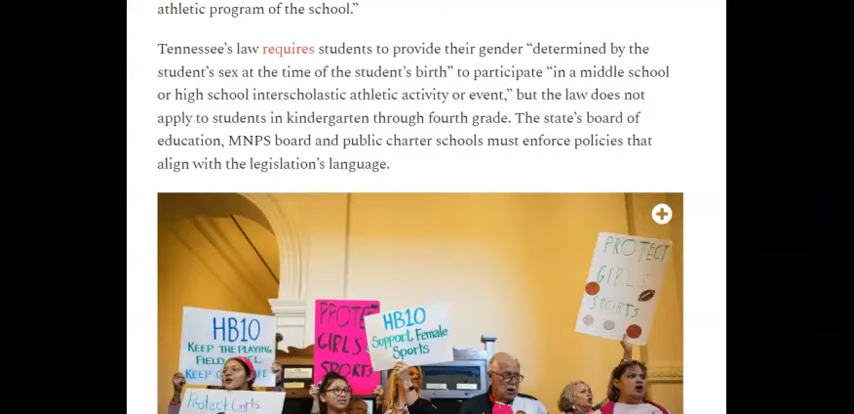 athletic program of the school.”
Tennessee’s law requires students to provide their gender “determined by the
student’s sex at the time of the student’s birth” to participate “in a middle school
or high school interscholastic athletic activity or event,” but the law does not
apply to students in kindergarten through fourth grade. The state’s board of
education, MNPS board and public charter schools must enforce policies that
align with the legislation’s language.
PROTECT
GIRLS
SPORTS
HB10
KEEP THE PLAYING
FIELD
KEEP
PROTE
GIRLS
SPORTS
HB10
Support Female
Sports
Protect Girls